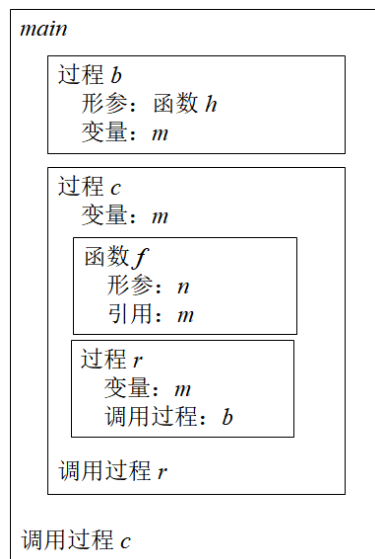 main
过程 b
形参：函数 h
变量：m
过程 c
变量：m
函数 f
形参：n
引用：m
过程 r
变量：m
调用过程：b
调用过程 r
调用过程 c